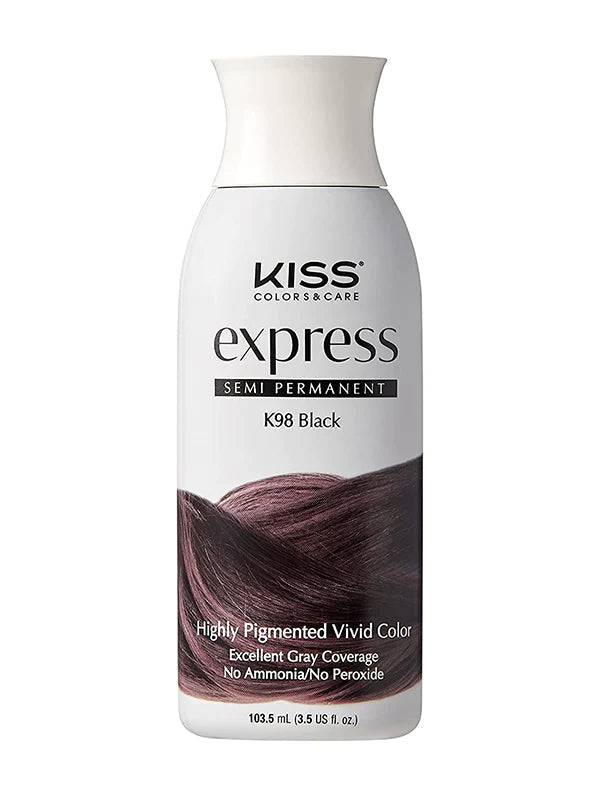 KISS®
COLORS & CARE
express
SEMI PERMANENT
K98 Black
Highly Pigmented Vivid Color
Excellent Gray Coverage
No Ammonia/No Peroxide
103.5 mL (3.5 US fl. oz.)